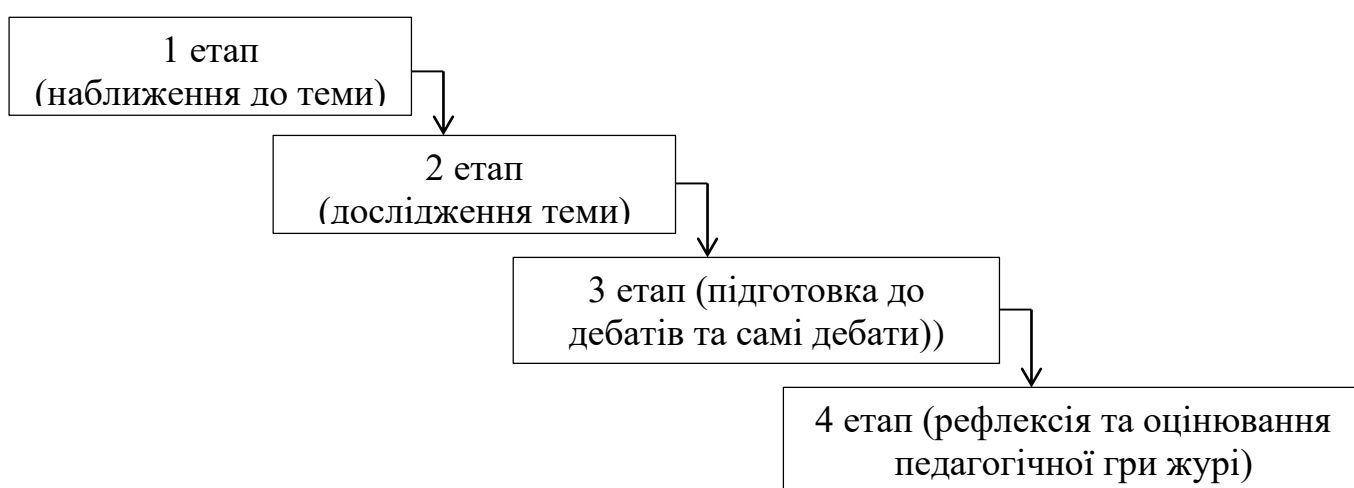 1 етап
(наближення до теми)
2 етап
(дослідження теми)
3 етап (підготовка до
дебатів та самі дебати))
4 етап (рефлексія та оцінювання
педагогічної гри журі)